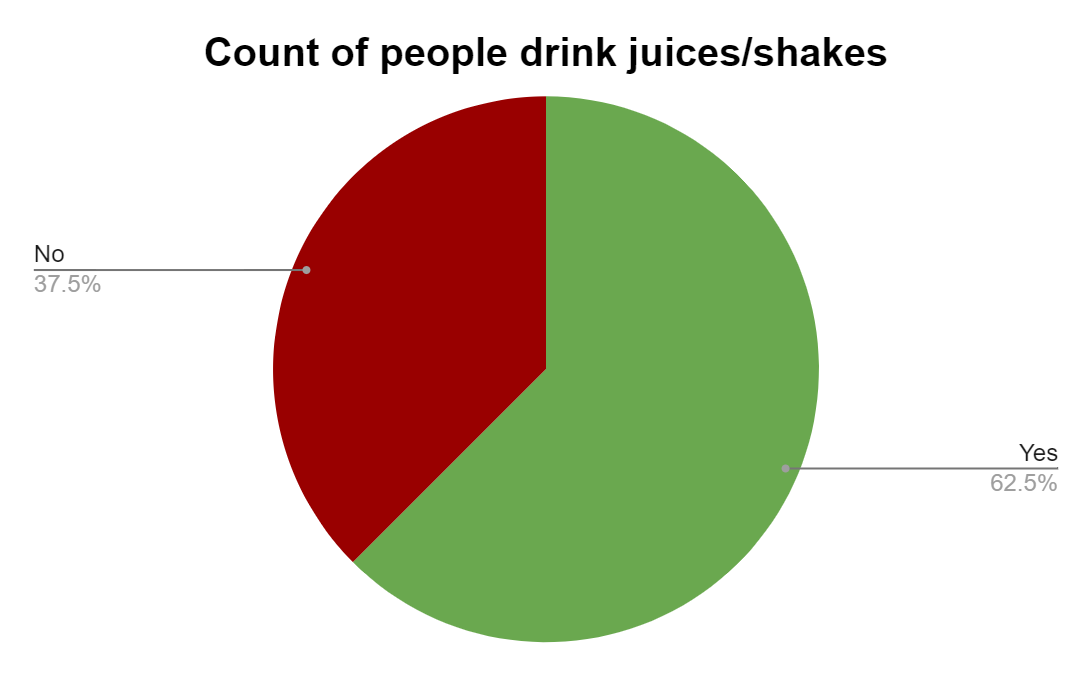 Count of people drink juices/shakes
No
37.5%
Yes
62.5%